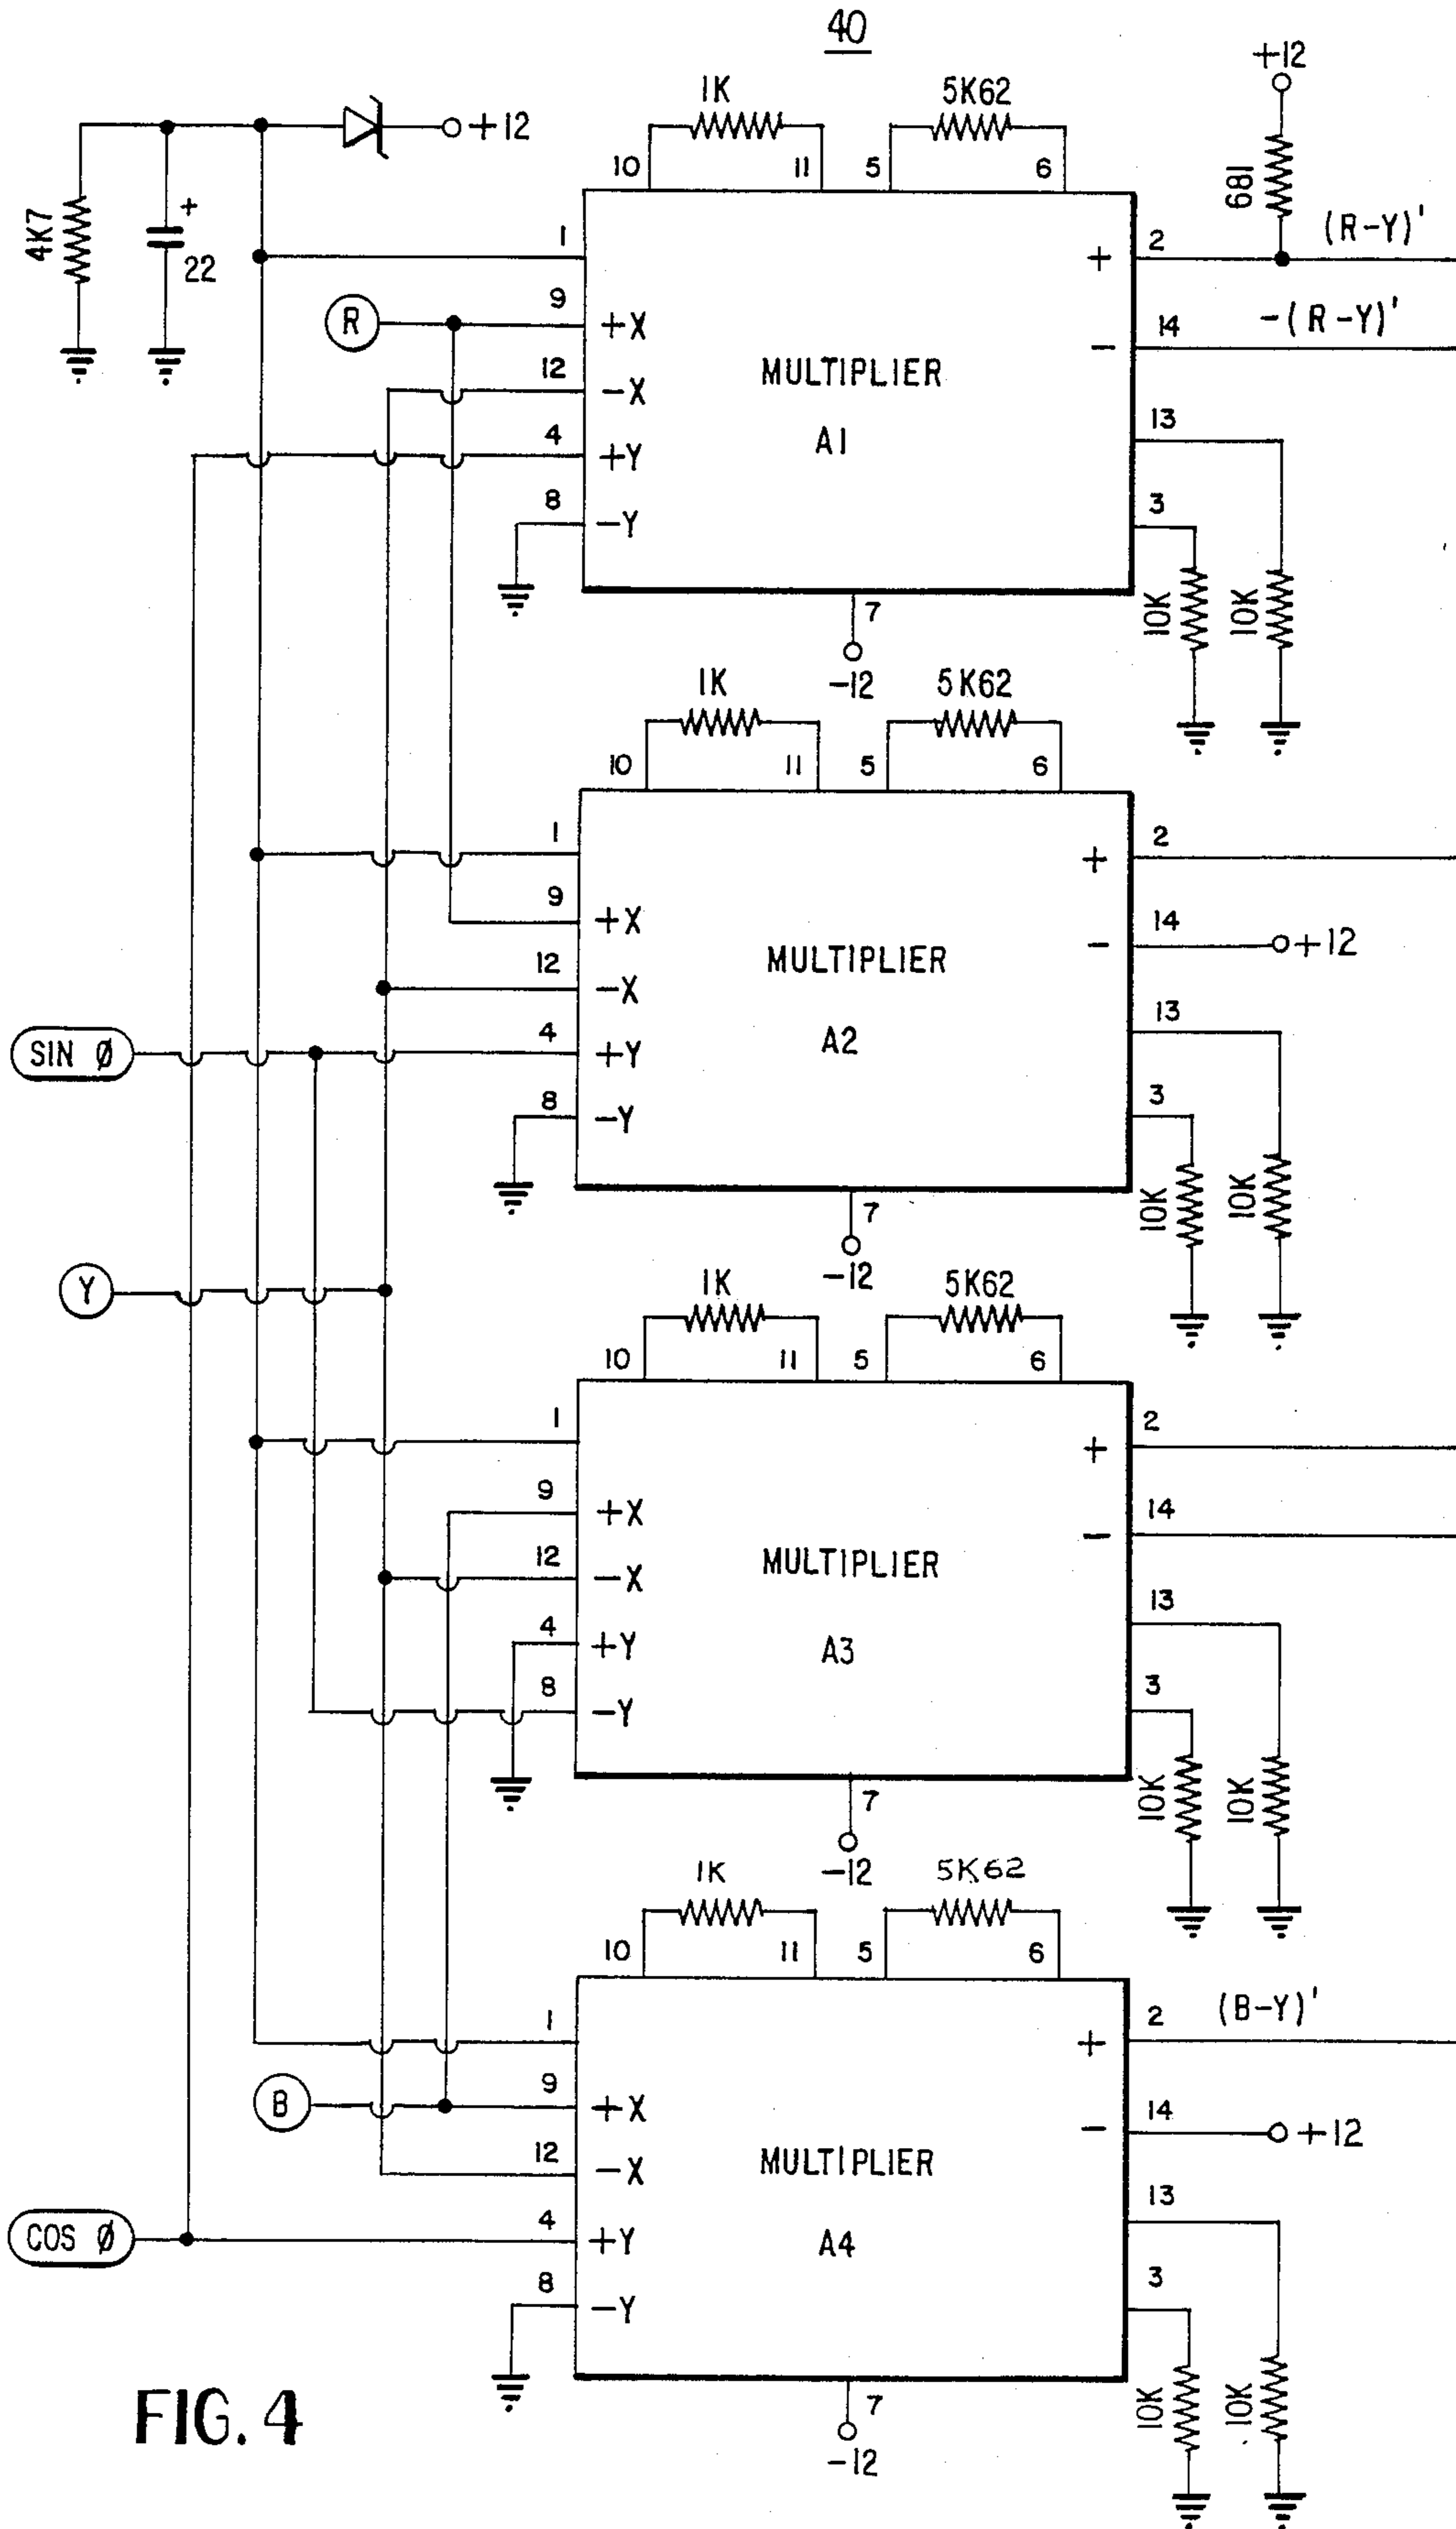 40
+12
1K
5K62
+12
10
11
5
6
4K7
+
22
681
1
+
2
(R-Y)'
R
9
+X
12
-X
4
+Y
8
-Y
MULTIPLIER
A1
-
14
-(R-Y)'
13
3
10K
10K
7
-12
1K
5K62
10
11
5
6
1
+
2
9
+X
12
-X
MULTIPLIER
-
14
+12
SIN Ø
4
+Y
A2
13
8
-Y
3
10K
10K
7
-12
Y
1K
5K62
10
11
5
6
1
+
2
9
+X
12
-X
MULTIPLIER
-
14
4
+Y
A3
13
8
-Y
3
10K
10K
7
-12
1K
5K62
10
11
5
6
1
+
2
(B-Y)'
B
9
+X
12
-X
MULTIPLIER
-
14
+12
COS Ø
4
+Y
A4
13
8
-Y
3
10K
10K
7
-12
FIG. 4